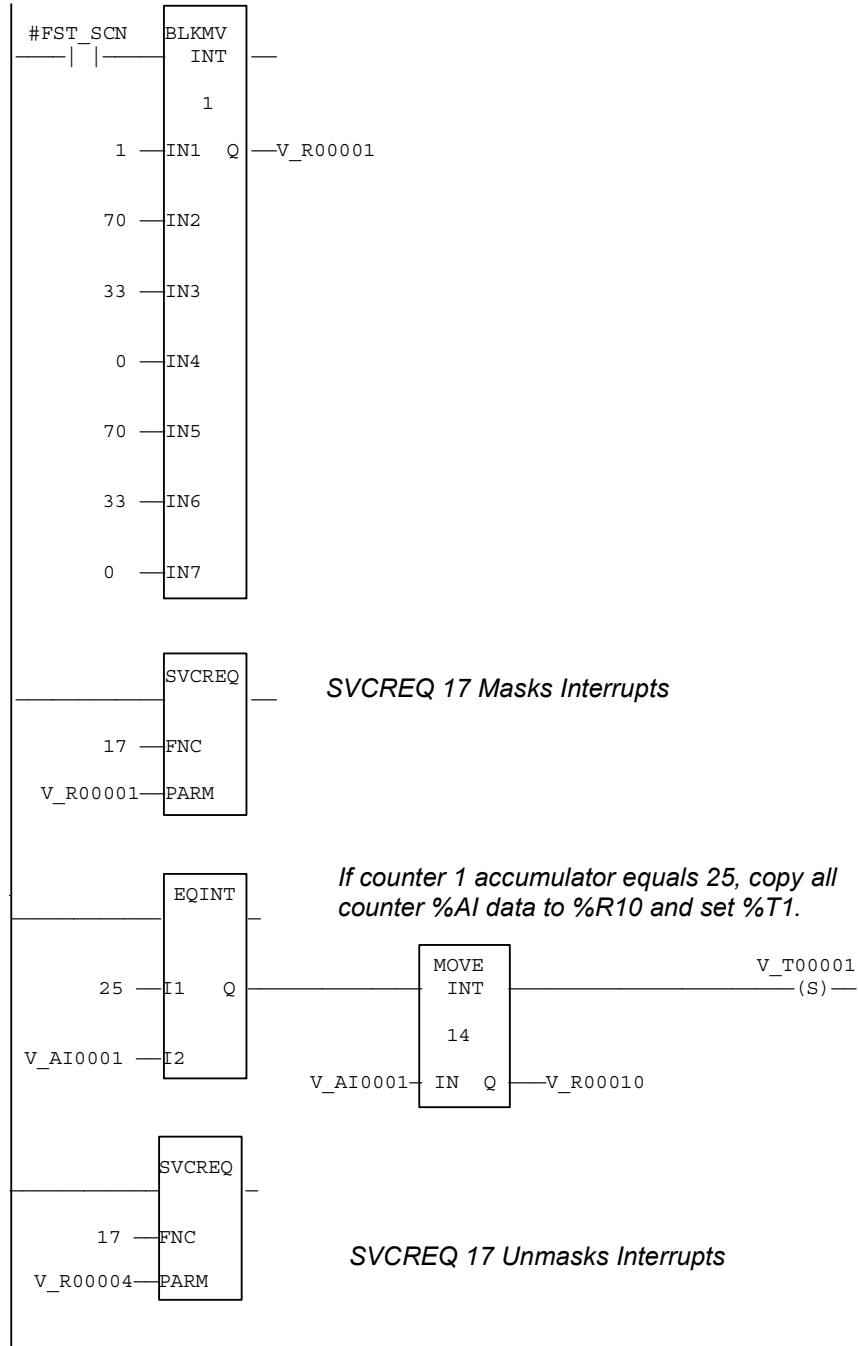 #FST_SCN BLKMV
INT
1
1 IN1 Q V_R00001
70 IN2
33 IN3
0 IN4
70 IN5
33 IN6
0 IN7
SVCREQ
SVCREQ 17 Masks Interrupts
17 FNC
V_R00001 PARM
If counter 1 accumulator equals 25, copy all
counter %AI data to %R10 and set %T1.
EQINT
MOVE V_T00001
25 I1 Q INT (S)
14
V_AI0001 I2
V_AI0001 IN Q V_R00010
SVCREQ
17 FNC
SVCREQ 17 Unmasks Interrupts
V_R00004 PARM